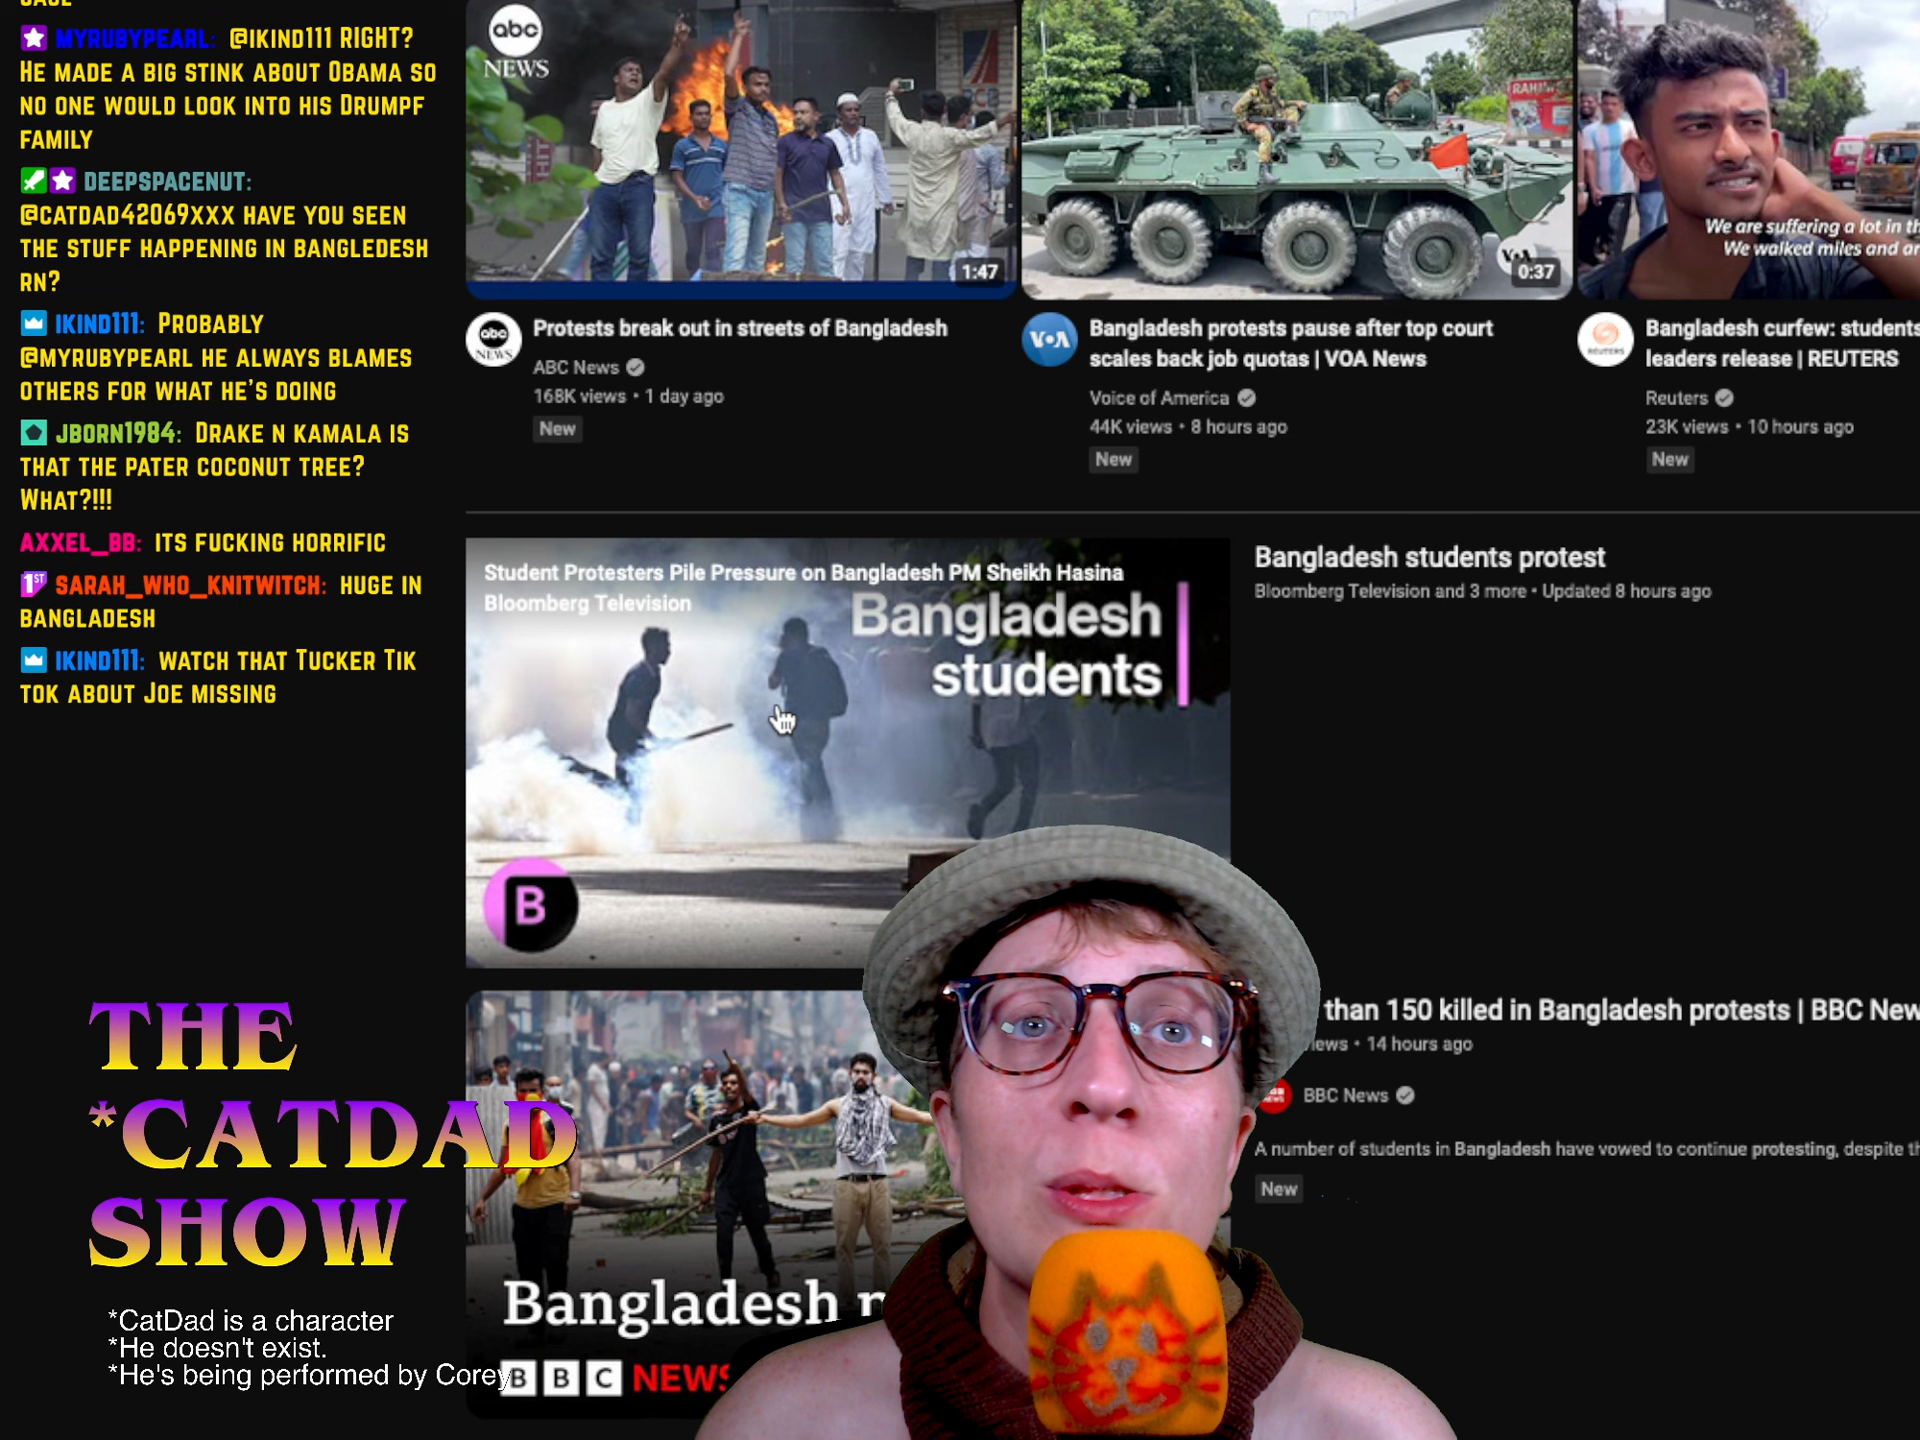 MYRUBYPEARL: @IKIND111 RIGHT?
HE MADE A BIG STINK ABOUT OBAMA SO
NO ONE WOULD LOOK INTO HIS DRUMPF
FAMILY
DEEPSPACENUT:
@CATDAD42069XXX HAVE YOU SEEN
THE STUFF HAPPENING IN BANGLEDESH
RN?
IKIND111: PROBABLY
@MYRUBYPEARL HE ALWAYS BLAMES
OTHERS FOR WHAT HE'S DOING
JBORN1984: DRAKE N KAMALA IS
THAT THE PATER COCONUT TREE?
WHAT?!!!
AXXEL_BB: ITS FUCKING HORRIFIC
1ST SARAH_WHO_KNITWITCH: HUGE IN
BANGLADESH
IKIND111: WATCH THAT TUCKER TIK
TOK ABOUT JOE MISSING
THE
*CATDAD
SHOW
*CatDad is a character
*He doesn't exist.
*He's being performed by Corey
abc
NEWS
1:47
abc
NEWS
Protests break out in streets of Bangladesh
ABC News
168K views • 1 day ago
New
VOA
0:37
VOA
Bangladesh protests pause after top court
scales back job quotas | VOA News
Voice of America
44K views • 8 hours ago
New
We are suffering a lot in th
We walked miles and ar
REUTERS
Bangladesh curfew: students
leaders release | REUTERS
Reuters
23K views • 10 hours ago
New
Student Protesters Pile Pressure on Bangladesh PM Sheikh Hasina
Bloomberg Television
Bangladesh
students
B
Bangladesh students protest
Bloomberg Television and 3 more • Updated 8 hours ago
Bangladesh
BBC NEWS
than 150 killed in Bangladesh protests | BBC New
iews • 14 hours ago
BBC News
A number of students in Bangladesh have vowed to continue protesting, despite th
New